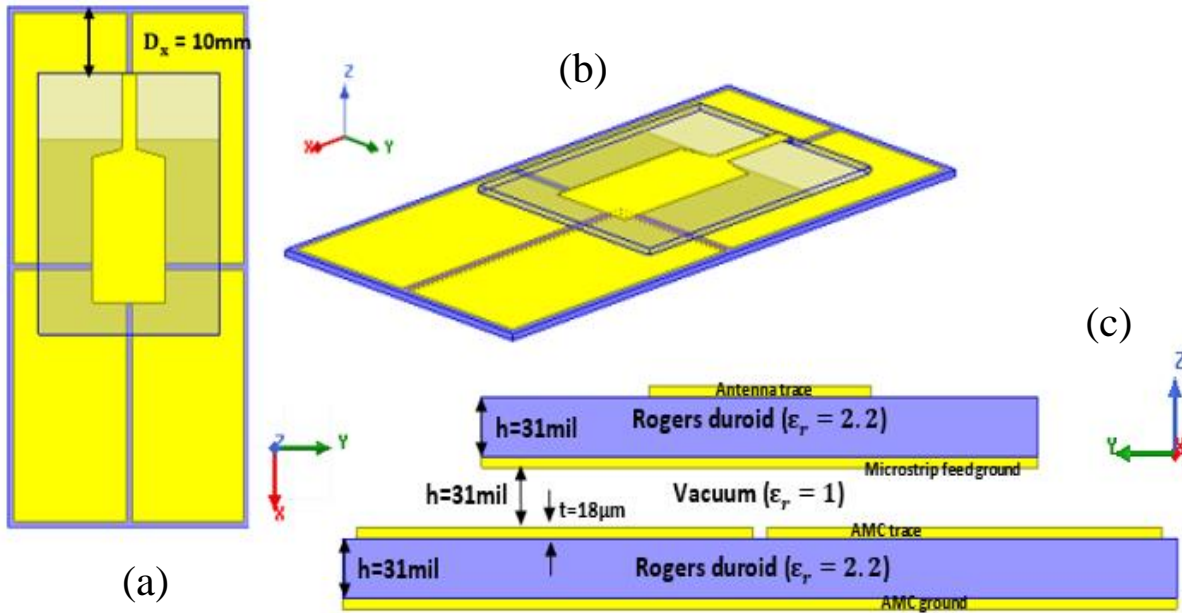 Dₓ = 10mm
(b)
Z
X
Y
(c)
Z
Y
X
Antenna trace
h=31mil
Rogers duroid (εᵣ = 2.2)
Microstrip feed ground
h=31mil
Vacuum (εᵣ = 1)
t=18μm
AMC trace
h=31mil
Rogers duroid (εᵣ = 2.2)
AMC ground
Z
Y
X
(a)